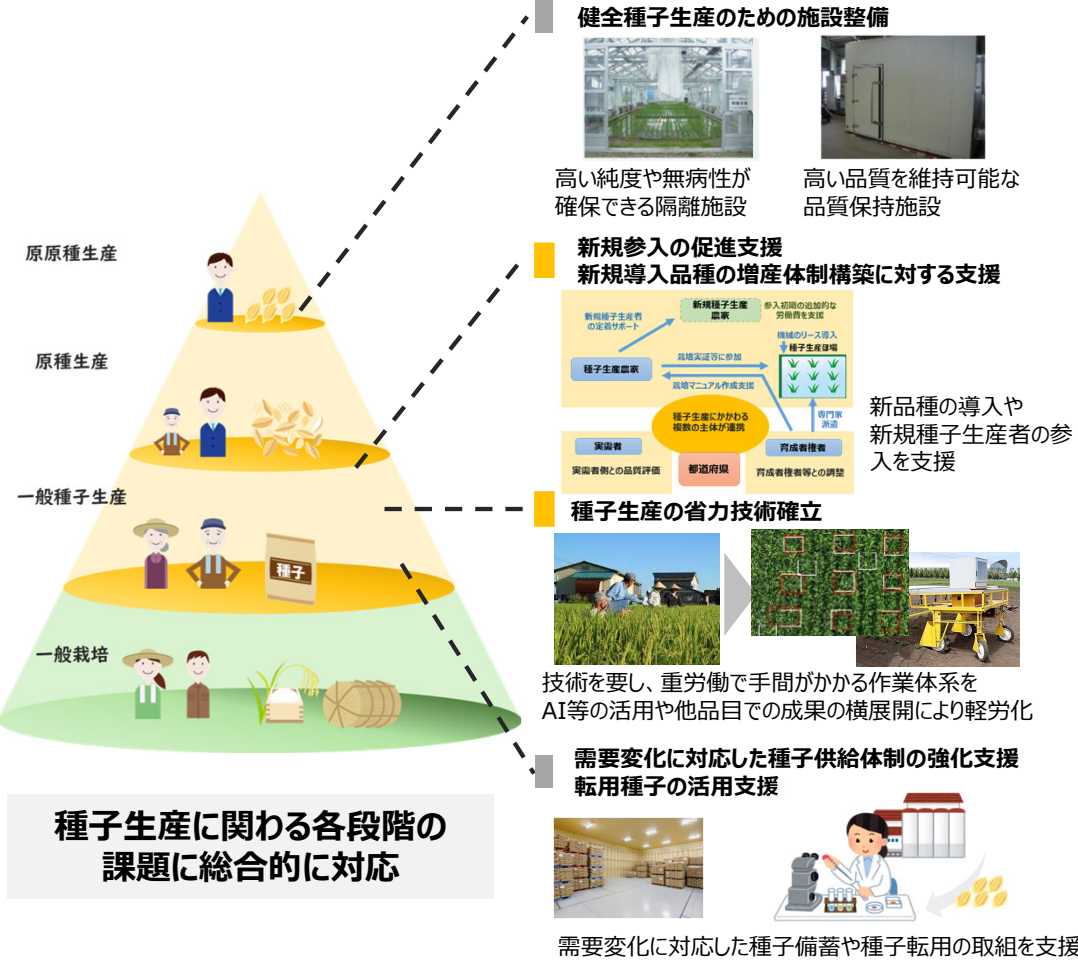 健全種子生産のための施設整備
高い純度や無病性が
確保できる隔離施設
高い品質を維持可能な
品質保持施設
原原種生産
原種生産
一般種子生産
種子
一般栽培
種子生産に関わる各段階の
課題に総合的に対応
新規参入の促進支援
新規導入品種の増産体制構築に対する支援
新規種子生産
農家
参入初期の追加的な
労働費を支援
新規種子生産者
の定着サポート
機械のリース導入
種子生産ほ場
種子生産農家
栽培実証等に参加
栽培マニュアル作成支援
専門家
派遣
種子生産にかかわる
複数の主体が連携
実需者
実需者側との品質評価
都道府県
育成者権者
育成者権者等との調整
新品種の導入や
新規種子生産者の参
入を支援
種子生産の省力技術確立
技術を要し、重労働で手間がかかる作業体系を
AI等の活用や他品目での成果の横展開により軽労化
需要変化に対応した種子供給体制の強化支援
転用種子の活用支援
需要変化に対応した種子備蓄や種子転用の取組を支援